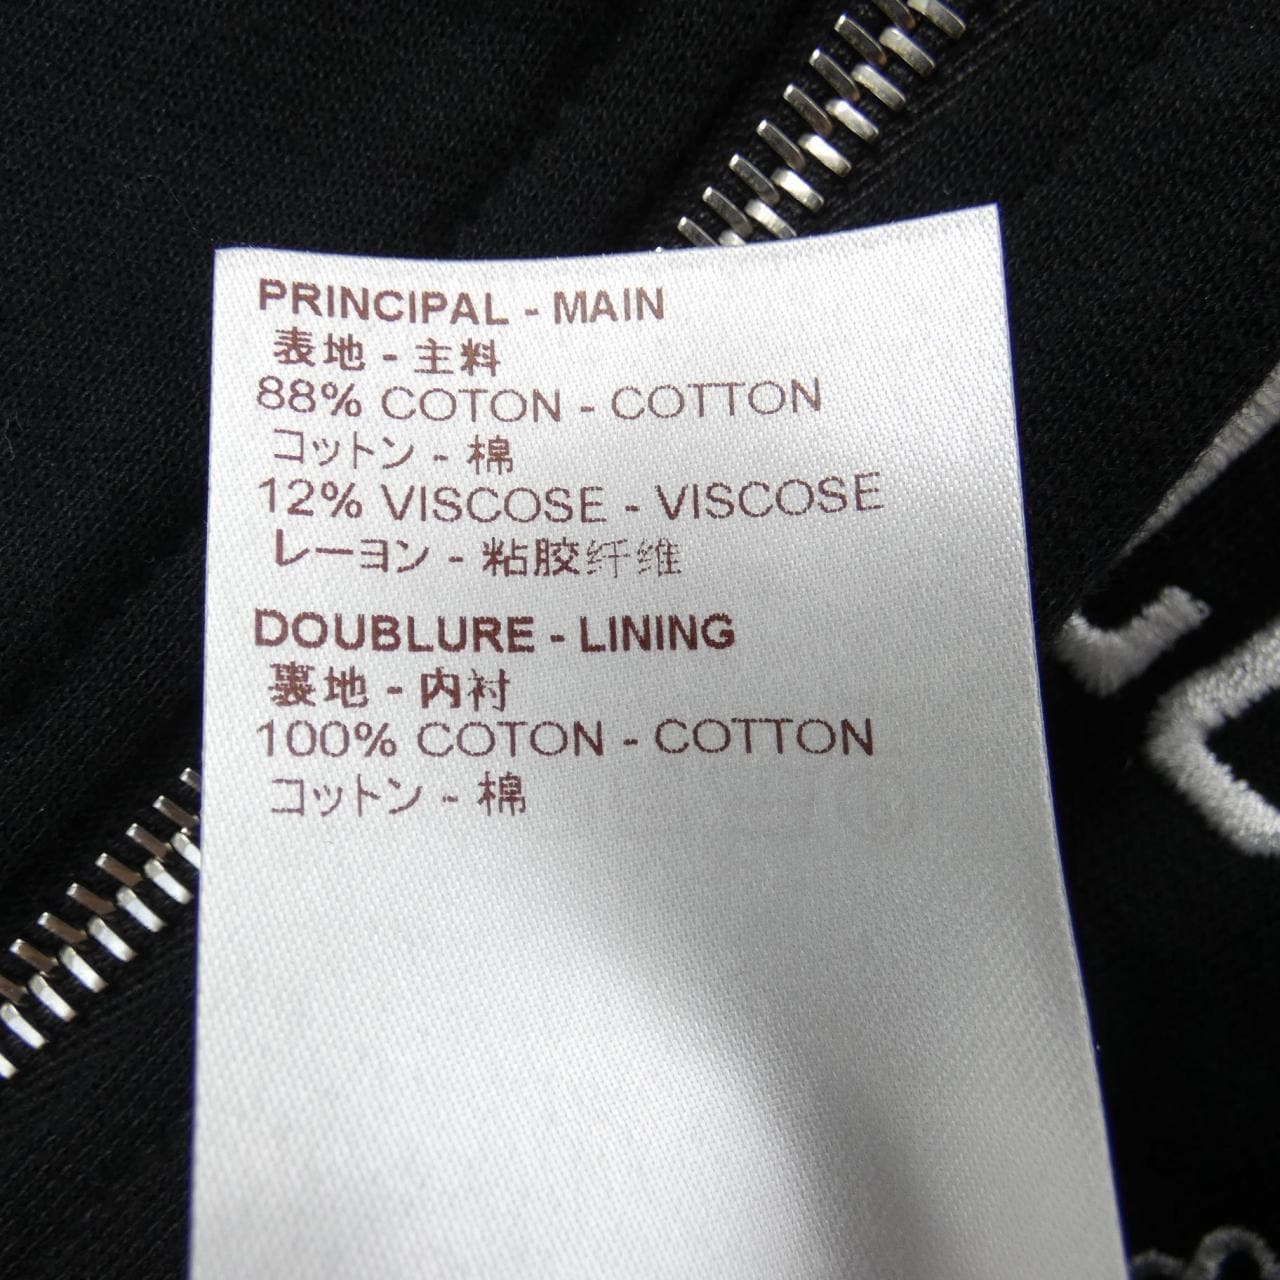 PRINCIPAL - MAIN
表地 - 主料
88% COTON - COTTON
コットン - 棉
12% VISCOSE - VISCOSE
レーヨン - 粘胶纤维
DOUBLURE - LINING
裏地 - 内衬
100% COTON - COTTON
コットン - 棉